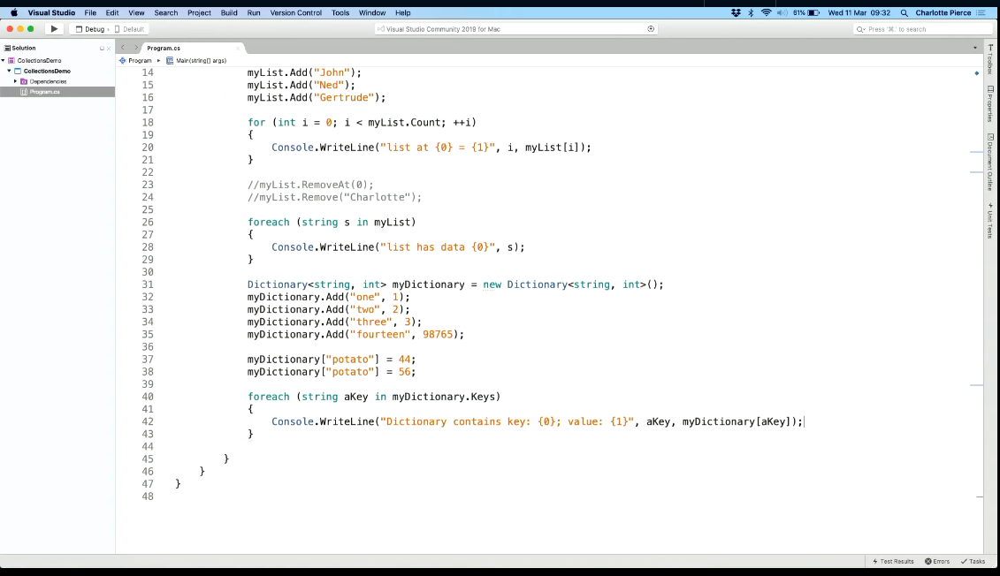 Visual Studio File Edit View Search Project Build Run Version Control Tools Window Help 61% Wed 11 Mar 09:32 Charlotte Pierce
Debug › Default Visual Studio Community 2019 for Mac Press '⌘.' to search
Solution
CollectionsDemo
CollectionsDemo
Dependencies
Program.cs
Program.cs
Program › Main(string[] args)
14 myList.Add("John");
15 myList.Add("Ned");
16 myList.Add("Gertrude");
17
18 for (int i = 0; i < myList.Count; ++i)
19 {
20 Console.WriteLine("list at {0} = {1}", i, myList[i]);
21 }
22
23 //myList.RemoveAt(0);
24 //myList.Remove("Charlotte");
25
26 foreach (string s in myList)
27 {
28 Console.WriteLine("list has data {0}", s);
29 }
30
31 Dictionary<string, int> myDictionary = new Dictionary<string, int>();
32 myDictionary.Add("one", 1);
33 myDictionary.Add("two", 2);
34 myDictionary.Add("three", 3);
35 myDictionary.Add("fourteen", 98765);
36
37 myDictionary["potato"] = 44;
38 myDictionary["potato"] = 56;
39
40 foreach (string aKey in myDictionary.Keys)
41 {
42 Console.WriteLine("Dictionary contains key: {0}; value: {1}", aKey, myDictionary[aKey]);
43 }
44
45 }
46 }
47 }
48
Toolbox
Properties
Document Outline
Unit Tests
Test Results Errors Tasks